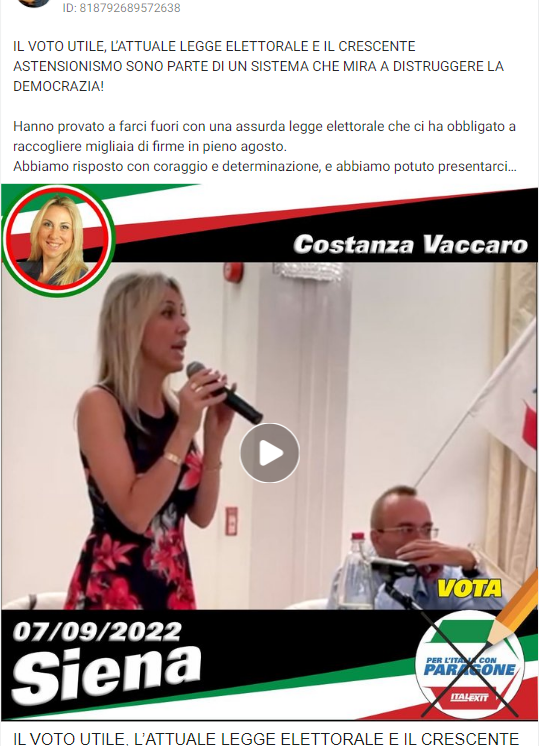 ID: 818792689572638
IL VOTO UTILE, L'ATTUALE LEGGE ELETTORALE E IL CRESCENTE
ASTENSIONISMO SONO PARTE DI UN SISTEMA CHE MIRA A DISTRUGGERE LA
DEMOCRAZIA!
Hanno provato a farci fuori con una assurda legge elettorale che ci ha obbligato a
raccogliere migliaia di firme in pieno agosto.
Abbiamo risposto con coraggio e determinazione, e abbiamo potuto presentarci...
Costanza Vaccaro
VOTA
07/09/2022
Siena
PER L'ITALIA CON
PARAGONE
ITALEXIT
IL VOTO UTILE, L'ATTUALE LEGGE ELETTORALE E IL CRESCENTE